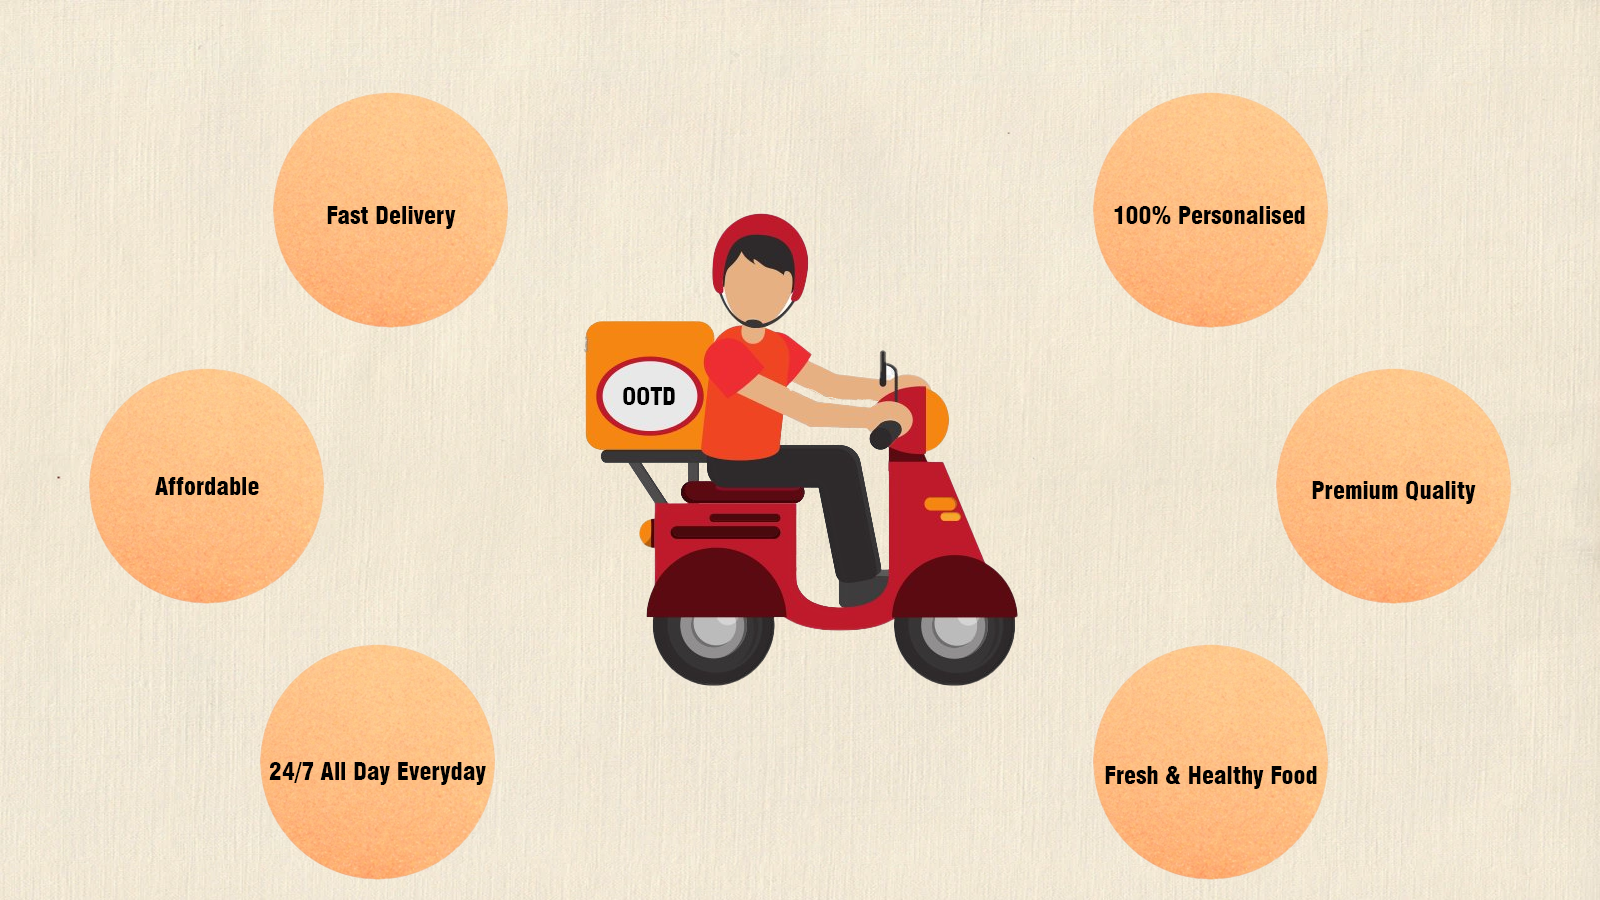 Fast Delivery
100% Personalised
OOTD
Affordable
Premium Quality
24/7 All Day Everyday
Fresh & Healthy Food